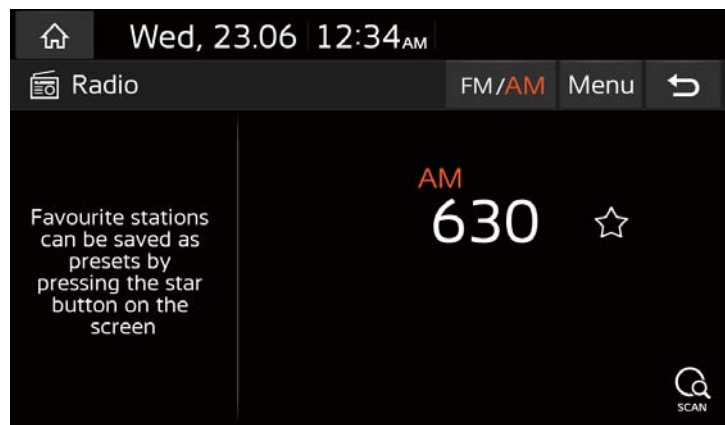 Wed, 23.06 12:34AM
Radio FM/AM Menu
AM
630
Favourite stations
can be saved as
presets by
pressing the star
button on the
screen
SCAN